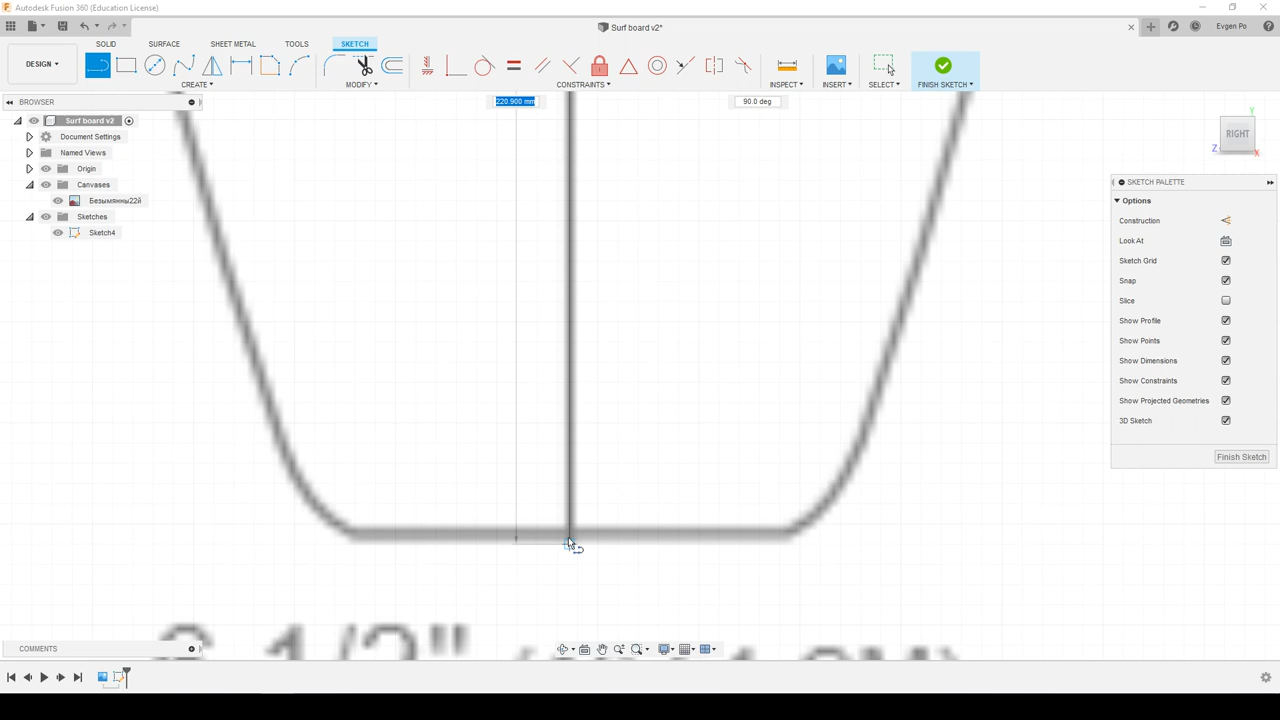 Autodesk Fusion 360 (Education License)
Surf board v2*
Evgen Po
DESIGN
SOLID
SURFACE
SHEET METAL
TOOLS
SKETCH
CREATE
MODIFY
CONSTRAINTS
INSPECT
INSERT
SELECT
FINISH SKETCH
BROWSER
220.900 mm
90.0 deg
Surf board v2
Document Settings
Named Views
Origin
Canvases
Безымянны22й
Sketches
Sketch4
Y
RIGHT
Z
X
SKETCH PALETTE
Options
Construction
Look At
Sketch Grid
Snap
Slice
Show Profile
Show Points
Show Dimensions
Show Constraints
Show Projected Geometries
3D Sketch
Finish Sketch
COMMENTS